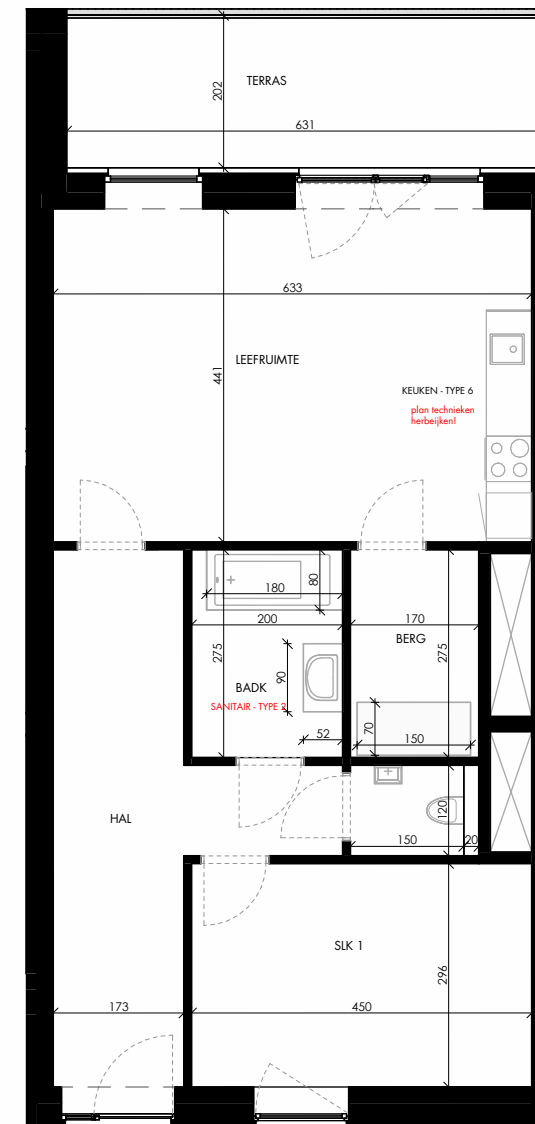 TERRAS
202
631
633
441
LEEFRUIMTE
KEUKEN - TYPE 6
plan technieken
herbeijken!
180
80
200
170
BERG
275
275
90
BADK
SANITAIR - TYPE 2
70
52
150
120
HAL
150
20
SLK 1
296
173
450